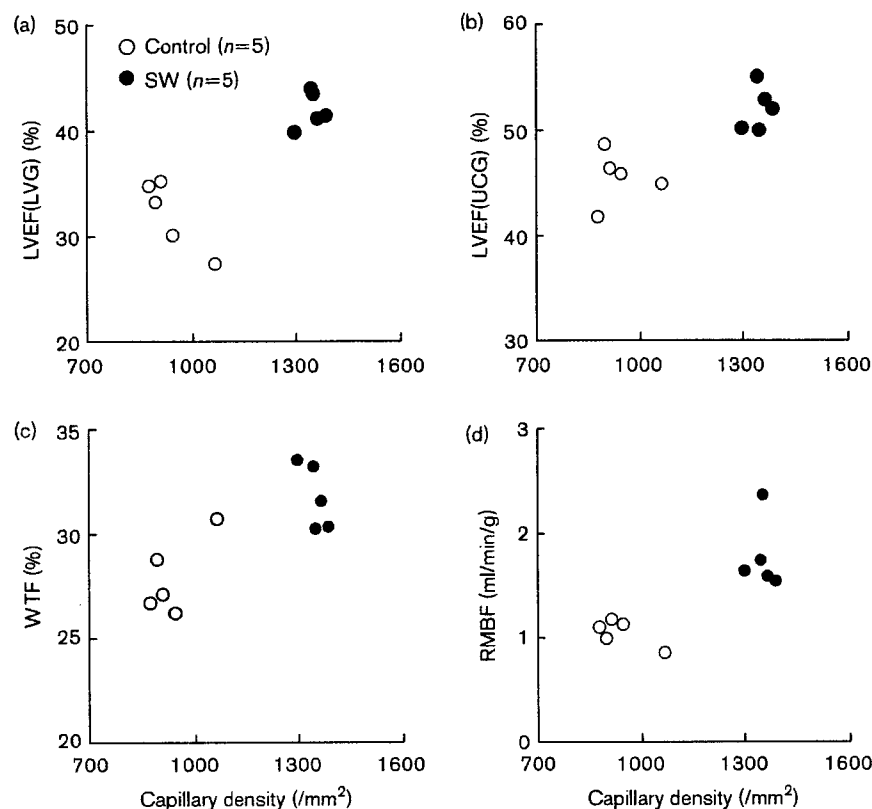 (a)
50
40
30
20
LVEF(LVG) (%)
○ Control (n=5)
● SW (n=5)
700 1000 1300 1600
(b)
60
50
40
30
LVEF(UCG) (%)
700 1000 1300 1600
(c)
35
30
25
20
WTF (%)
700 1000 1300 1600
Capillary density (/mm²)
(d)
3
2
1
0
RMBF (ml/min/g)
700 1000 1300 1600
Capillary density (/mm²)